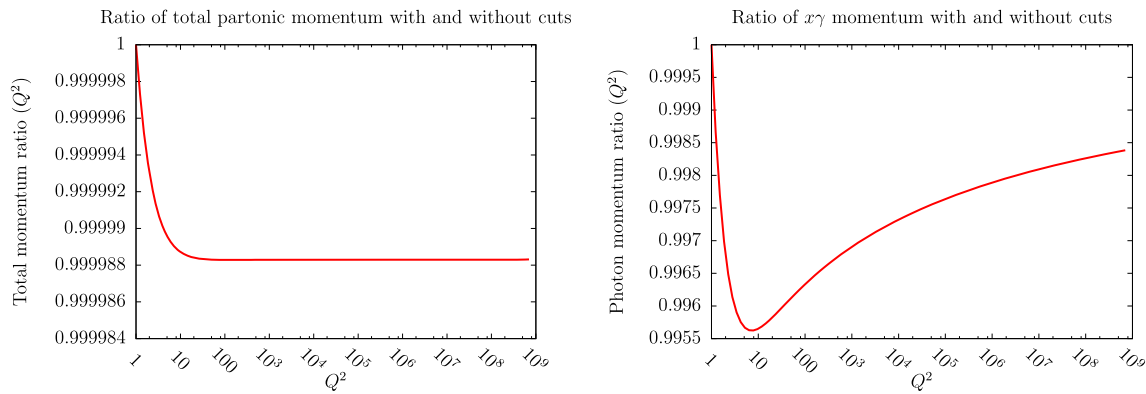 Ratio of total partonic momentum with and without cuts
Total momentum ratio (Q²)
1
0.999998
0.999996
0.999994
0.999992
0.99999
0.999988
0.999986
0.999984
1 10 100 10³ 10⁴ 10⁵ 10⁶ 10⁷ 10⁸ 10⁹
Q²
Ratio of xγ momentum with and without cuts
Photon momentum ratio (Q²)
1
0.9995
0.999
0.9985
0.998
0.9975
0.997
0.9965
0.996
0.9955
1 10 100 10³ 10⁴ 10⁵ 10⁶ 10⁷ 10⁸ 10⁹
Q²